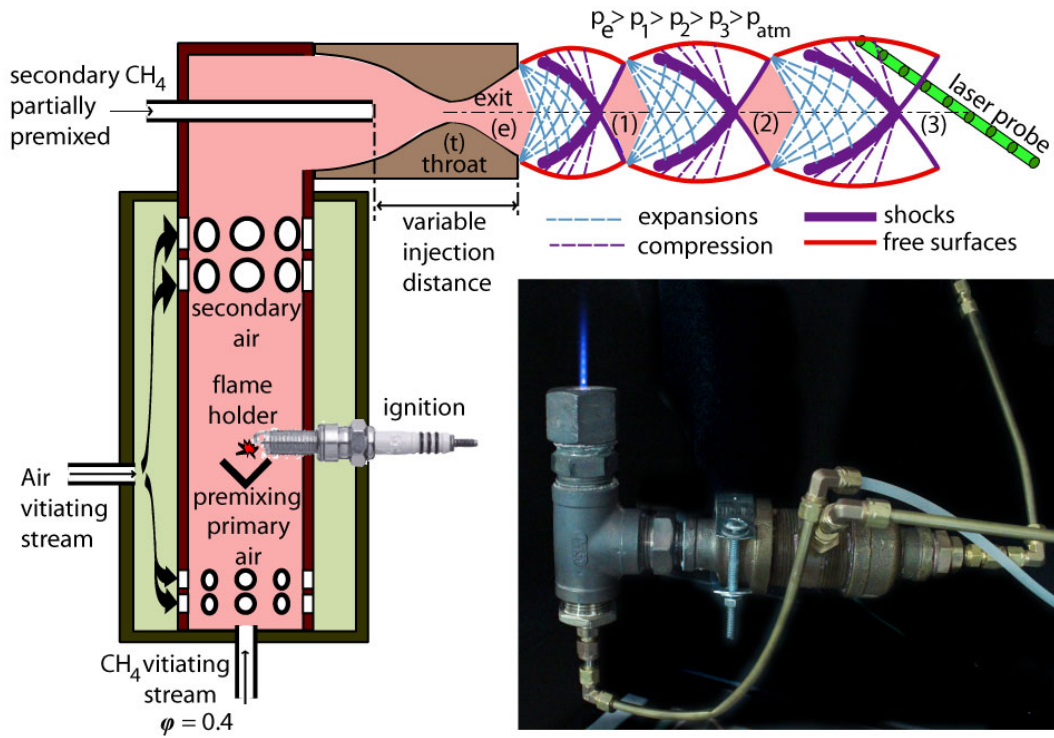 pₑ> p₁ > p₂ > p₃ > pₐₜₘ
secondary CH₄
partially
premixed
exit
(e)
(t)
throat
(1)
(2)
(3)
laser probe
variable
injection
distance
expansions
compression
shocks
free surfaces
secondary
air
flame
holder
ignition
Air
vitiating
stream
premixing
primary
air
CH₄ vitiating
stream
φ = 0.4